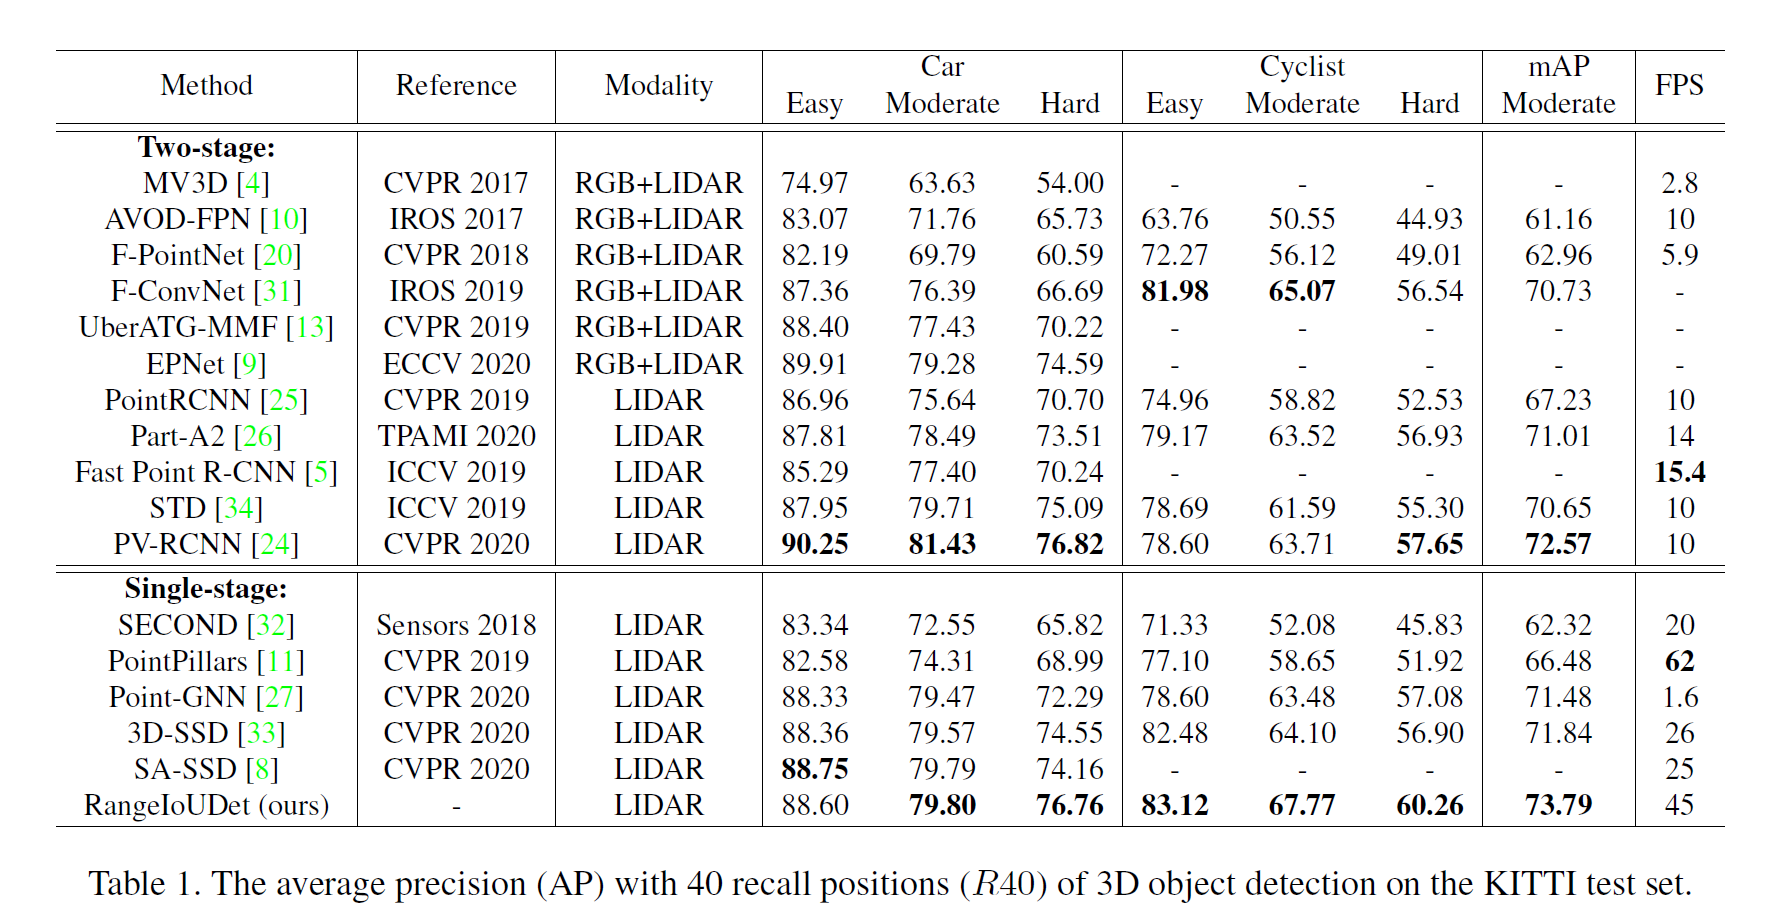 Method Reference Modality Car Cyclist mAP FPS
Easy Moderate Hard Easy Moderate Hard Moderate
Two-stage:
MV3D [4] CVPR 2017 RGB+LIDAR 74.97 63.63 54.00 - - - - 2.8
AVOD-FPN [10] IROS 2017 RGB+LIDAR 83.07 71.76 65.73 63.76 50.55 44.93 61.16 10
F-PointNet [20] CVPR 2018 RGB+LIDAR 82.19 69.79 60.59 72.27 56.12 49.01 62.96 5.9
F-ConvNet [31] IROS 2019 RGB+LIDAR 87.36 76.39 66.69 81.98 65.07 56.54 70.73 -
UberATG-MMF [13] CVPR 2019 RGB+LIDAR 88.40 77.43 70.22 - - - - -
EPNet [9] ECCV 2020 RGB+LIDAR 89.91 79.28 74.59 - - - - -
PointRCNN [25] CVPR 2019 LIDAR 86.96 75.64 70.70 74.96 58.82 52.53 67.23 10
Part-A2 [26] TPAMI 2020 LIDAR 87.81 78.49 73.51 79.17 63.52 56.93 71.01 14
Fast Point R-CNN [5] ICCV 2019 LIDAR 85.29 77.40 70.24 - - - - 15.4
STD [34] ICCV 2019 LIDAR 87.95 79.71 75.09 78.69 61.59 55.30 70.65 10
PV-RCNN [24] CVPR 2020 LIDAR 90.25 81.43 76.82 78.60 63.71 57.65 72.57 10
Single-stage:
SECOND [32] Sensors 2018 LIDAR 83.34 72.55 65.82 71.33 52.08 45.83 62.32 20
PointPillars [11] CVPR 2019 LIDAR 82.58 74.31 68.99 77.10 58.65 51.92 66.48 62
Point-GNN [27] CVPR 2020 LIDAR 88.33 79.47 72.29 78.60 63.48 57.08 71.48 1.6
3D-SSD [33] CVPR 2020 LIDAR 88.36 79.57 74.55 82.48 64.10 56.90 71.84 26
SA-SSD [8] CVPR 2020 LIDAR 88.75 79.79 74.16 - - - - 25
RangeIoUDet (ours) - LIDAR 88.60 79.80 76.76 83.12 67.77 60.26 73.79 45
Table 1. The average precision (AP) with 40 recall positions (R40) of 3D object detection on the KITTI test set.